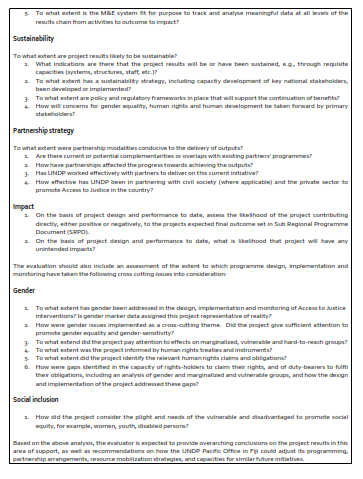 5. To what extent is the M&E system fit for purpose to track and analyse meaningful data at all levels of the
results chain from activities to outcome to impact?
Sustainability
To what extent are project results likely to be sustainable?
1. What indications are there that the project results will be or have been sustained, e.g., through requisite
capacities (systems, structures, staff, etc.)?
2. To what extent has a sustainability strategy, including capacity development of key national stakeholders,
been developed or implemented?
3. To what extent are policy and regulatory frameworks in place that will support the continuation of benefits?
4. How will concerns for gender equality, human rights and human development be taken forward by primary
stakeholders?
Partnership strategy
To what extent were partnership modalities conducive to the delivery of outputs?
1. Are there current or potential complementarities or overlaps with existing partners' programmes?
2. How have partnerships affected the progress towards achieving the outputs?
3. Has UNDP worked effectively with partners to deliver on this current initiative?
4. How effective has UNDP been in partnering with civil society (where applicable) and the private sector to
promote Access to Justice in the country?
Impact
1. On the basis of project design and performance to date, assess the likelihood of the project contributing
directly, either positive or negatively, to the projects expected final outcome set in Sub Regional Programme
Document (SRPD).
2. On the basis of project design and performance to date, what is likelihood that project will have any
unintended impacts?
The evaluation should also include an assessment of the extent to which programme design, implementation and
monitoring have taken the following cross cutting issues into consideration:
Gender
1. To what extent has gender been addressed in the design, implementation and monitoring of Access to Justice
interventions? Is gender marker data assigned this project representative of reality?
2. How were gender issues implemented as a cross-cutting theme. Did the project give sufficient attention to
promote gender equality and gender-sensitivity?
3. To what extend did the project pay attention to effects on marginalized, vulnerable and hard-to-reach groups?
4. To what extent was the project informed by human rights treaties and instruments?
5. To what extent did the project identify the relevant human rights claims and obligations?
6. How were gaps identified in the capacity of rights-holders to claim their rights, and of duty-bearers to fulfil
their obligations, including an analysis of gender and marginalized and vulnerable groups, and how the design
and implementation of the project addressed these gaps?
Social inclusion
1. How did the project consider the plight and needs of the vulnerable and disadvantaged to promote social
equity, for example, women, youth, disabled persons?
Based on the above analysis, the evaluator is expected to provide overarching conclusions on the project results in this
area of support, as well as recommendations on how the UNDP Pacific Office in Fiji could adjust its programming,
partnership arrangements, resource mobilization strategies, and capacities for similar future initiatives.